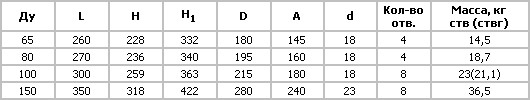 Ду L H H1 D A d Кол-во отв. Масса, кг ств (ствг)
65 260 228 332 180 145 18 4 14,5
80 270 236 340 195 160 18 4 18,7
100 300 259 363 215 180 18 8 23(21,1)
150 350 318 422 280 240 23 8 36,5